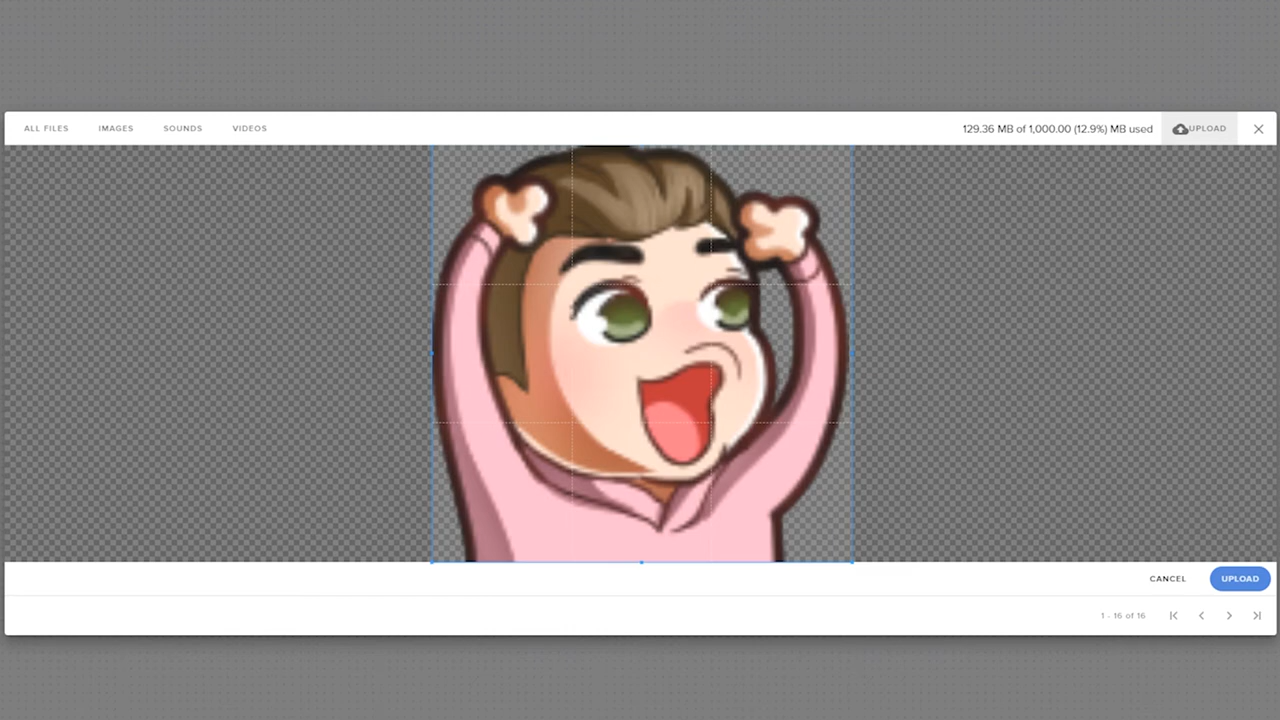 ALL FILES IMAGES SOUNDS VIDEOS 129.36 MB of 1,000.00 (12.9%) MB used UPLOAD
CANCEL UPLOAD
1 - 16 of 16